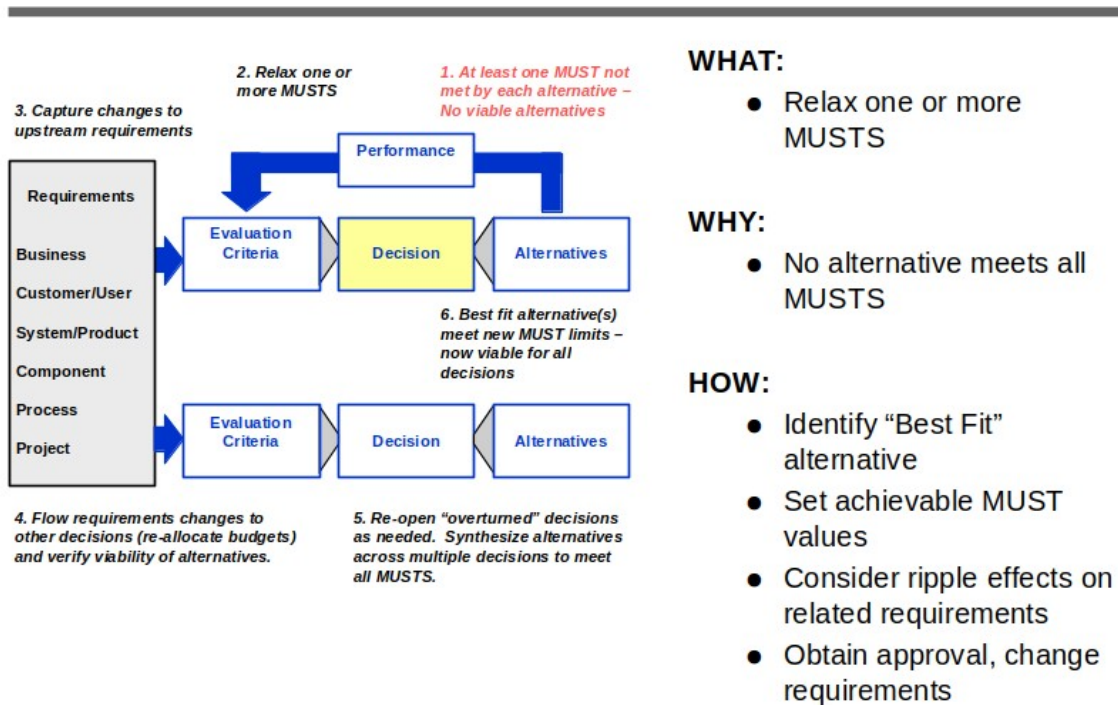 2. Relax one or
more MUSTS
1. At least one MUST not
met by each alternative –
No viable alternatives
3. Capture changes to
upstream requirements
Performance
Requirements
Business
Customer/User
System/Product
Component
Process
Project
Evaluation
Criteria
Decision
Alternatives
6. Best fit alternative(s)
meet new MUST limits –
now viable for all
decisions
Evaluation
Criteria
Decision
Alternatives
4. Flow requirements changes to
other decisions (re-allocate budgets)
and verify viability of alternatives.
5. Re-open “overturned” decisions
as needed. Synthesize alternatives
across multiple decisions to meet
all MUSTS.
WHAT:
● Relax one or more
MUSTS
WHY:
● No alternative meets all
MUSTS
HOW:
● Identify “Best Fit”
alternative
● Set achievable MUST
values
● Consider ripple effects on
related requirements
● Obtain approval, change
requirements